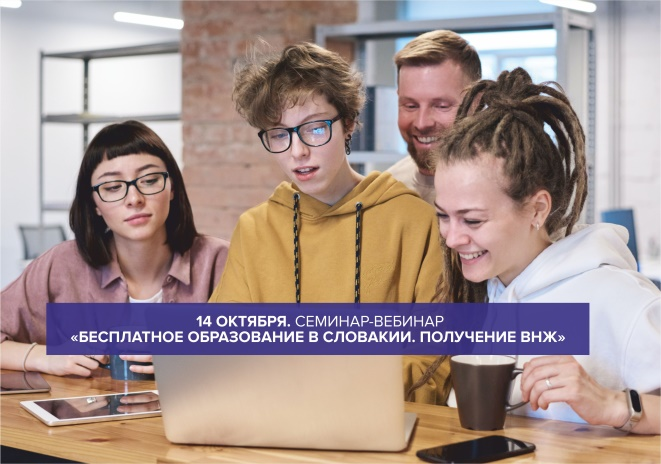 14 ОКТЯБРЯ. СЕМИНАР-ВЕБИНАР
«БЕСПЛАТНОЕ ОБРАЗОВАНИЕ В СЛОВАКИИ. ПОЛУЧЕНИЕ ВНЖ»